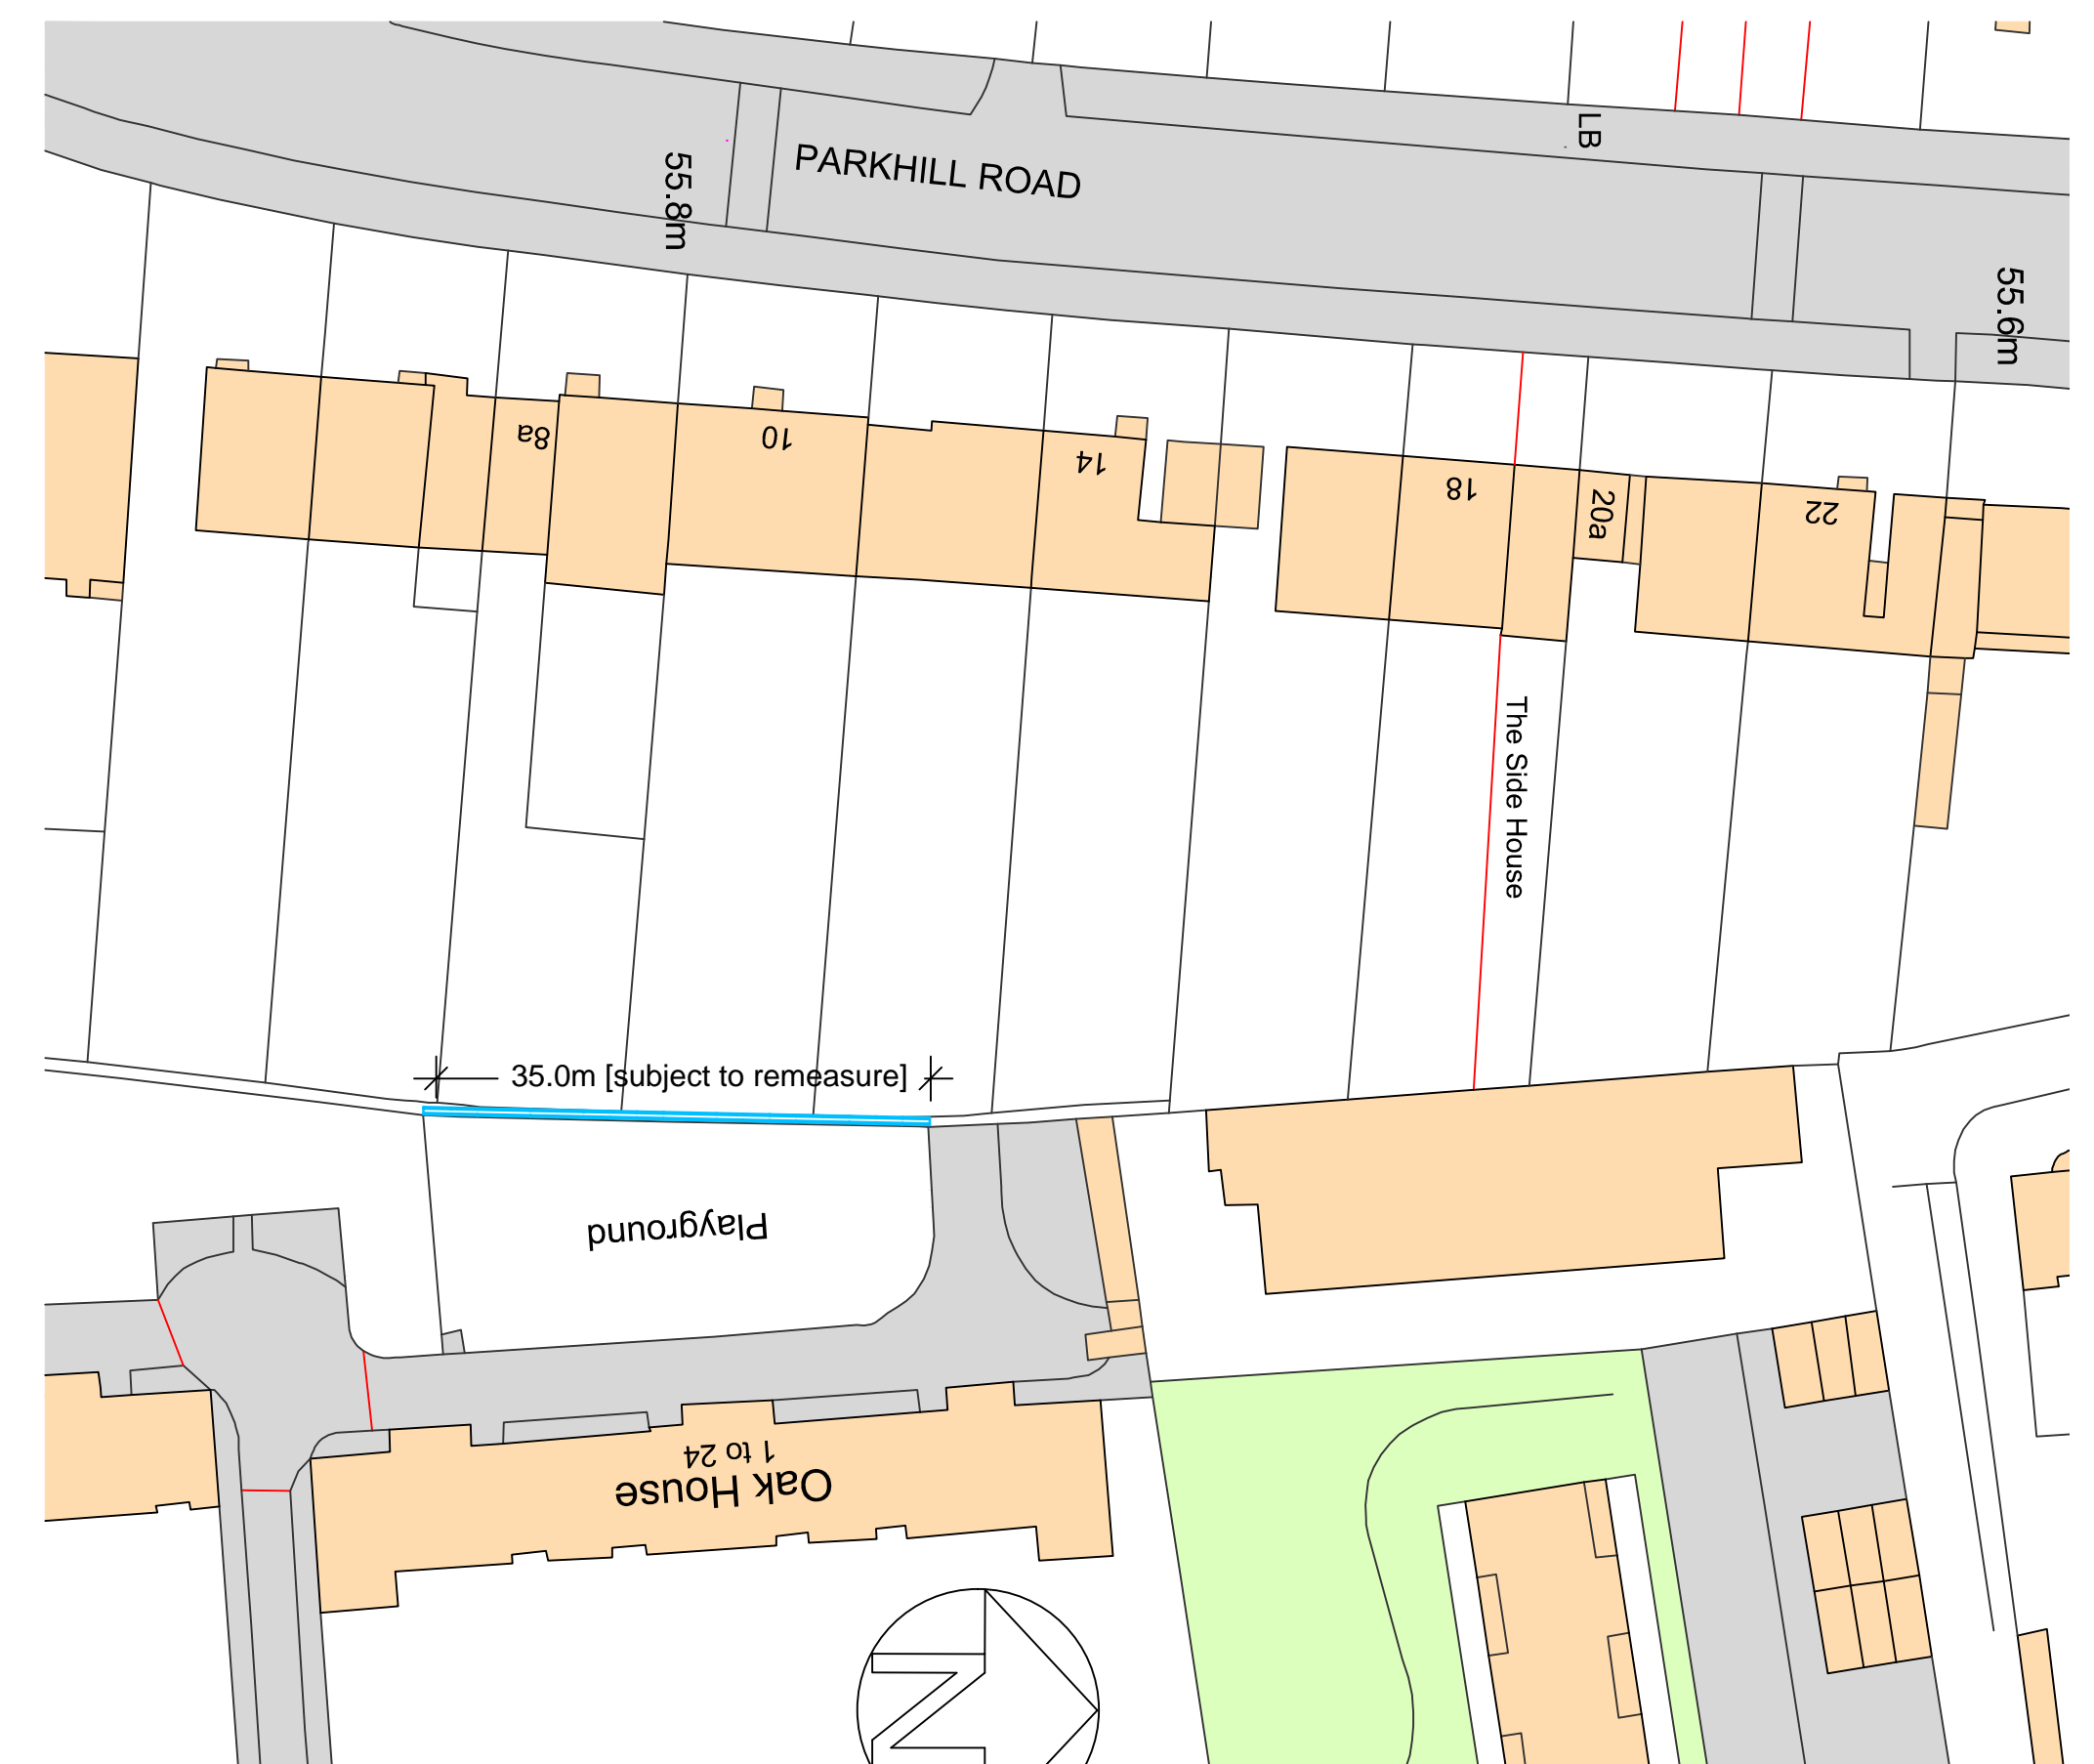 LB
PARKHILL ROAD
55.8m
55.6m
8a
10
14
18
20a
22
The Side House
35.0m [subject to remeasure]
Playground
1 to 24
Oak House
N